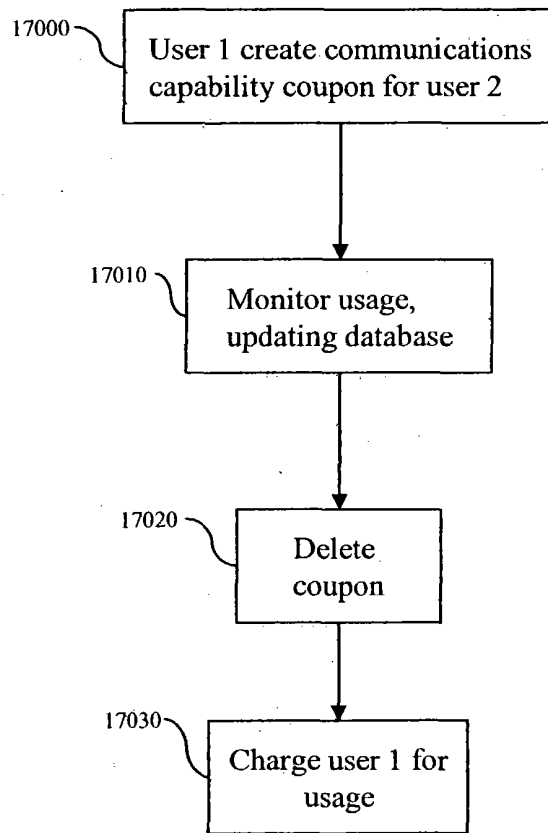 17000
User 1 create communications
capability coupon for user 2
17010
Monitor usage,
updating database
17020
Delete
coupon
17030
Charge user 1 for
usage